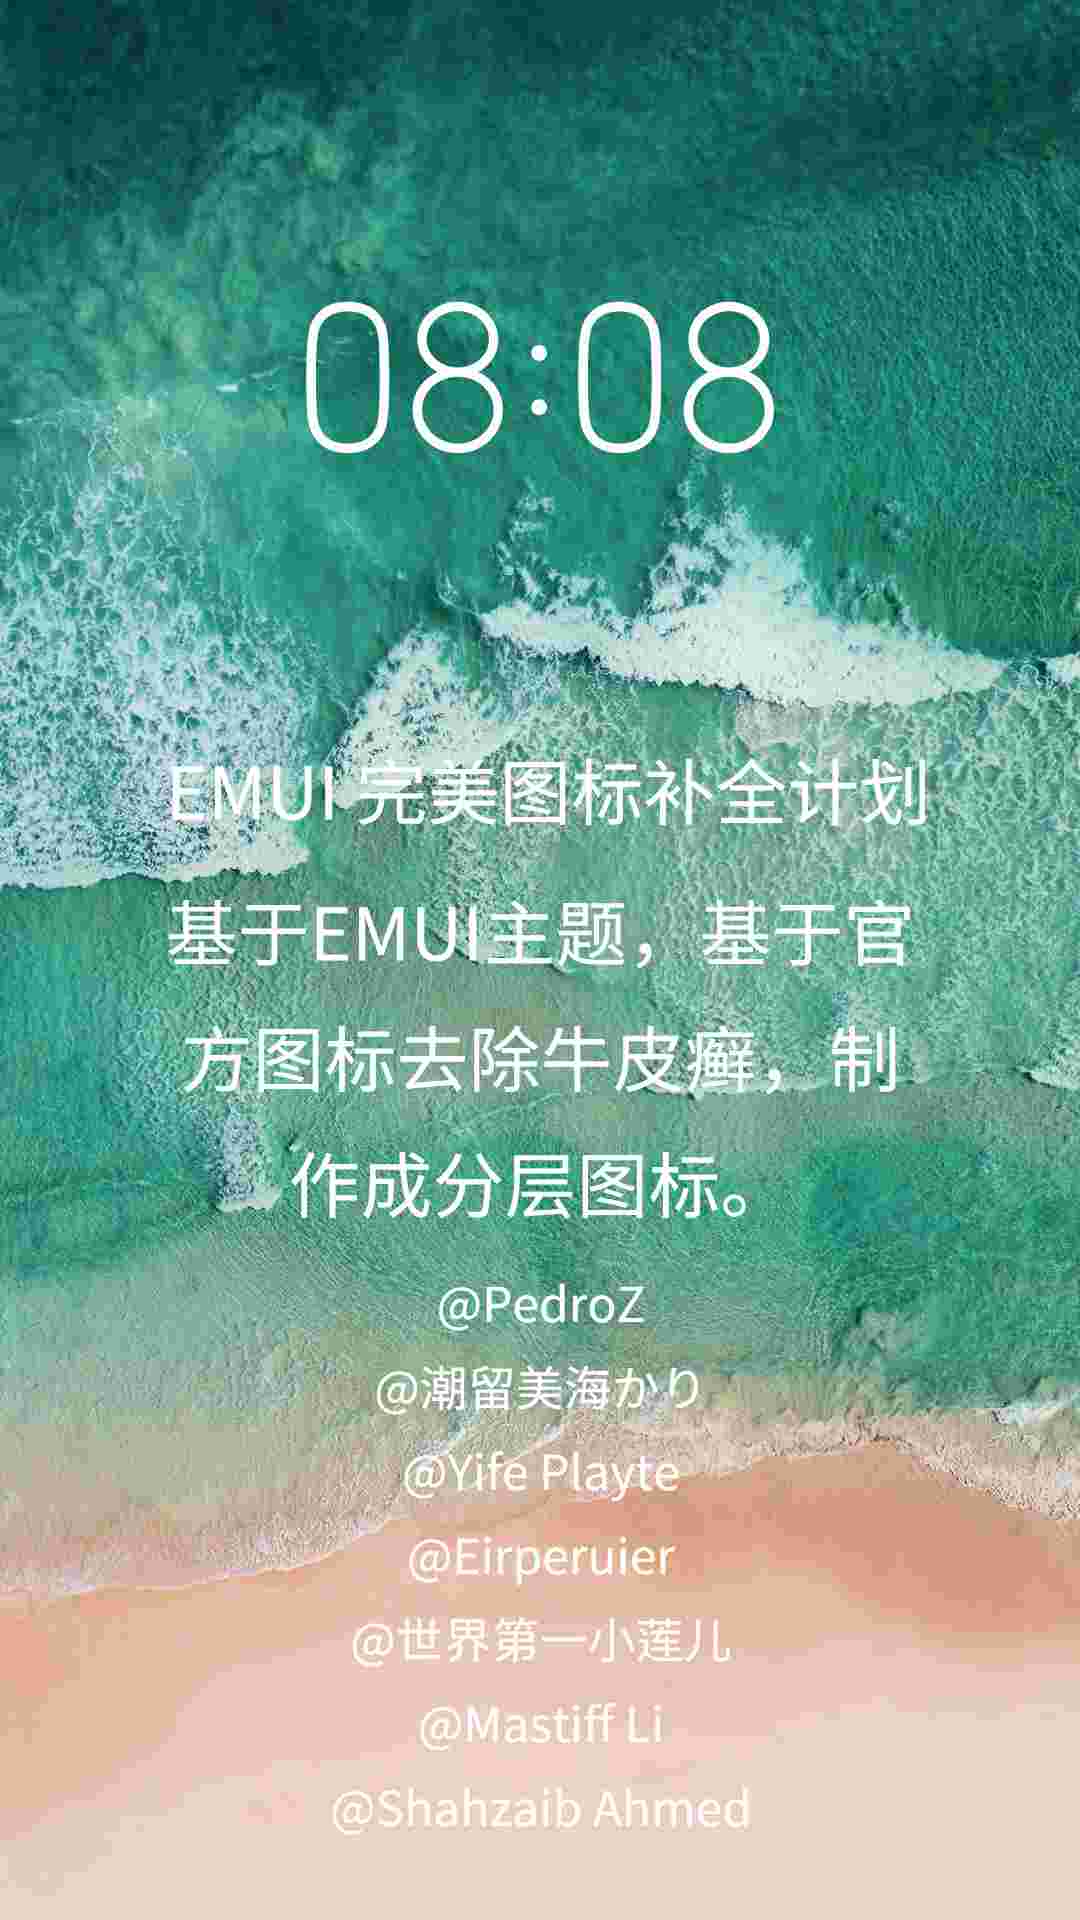 08:08
EMUI 完美图标补全计划
基于EMUI主题，基于官
方图标去除牛皮癣，制
作成分层图标。
@PedroZ
@潮留美海かり
@Yife Playte
@Eirperuier
@世界第一小莲儿
@Mastiff Li
@Shahzaib Ahmed